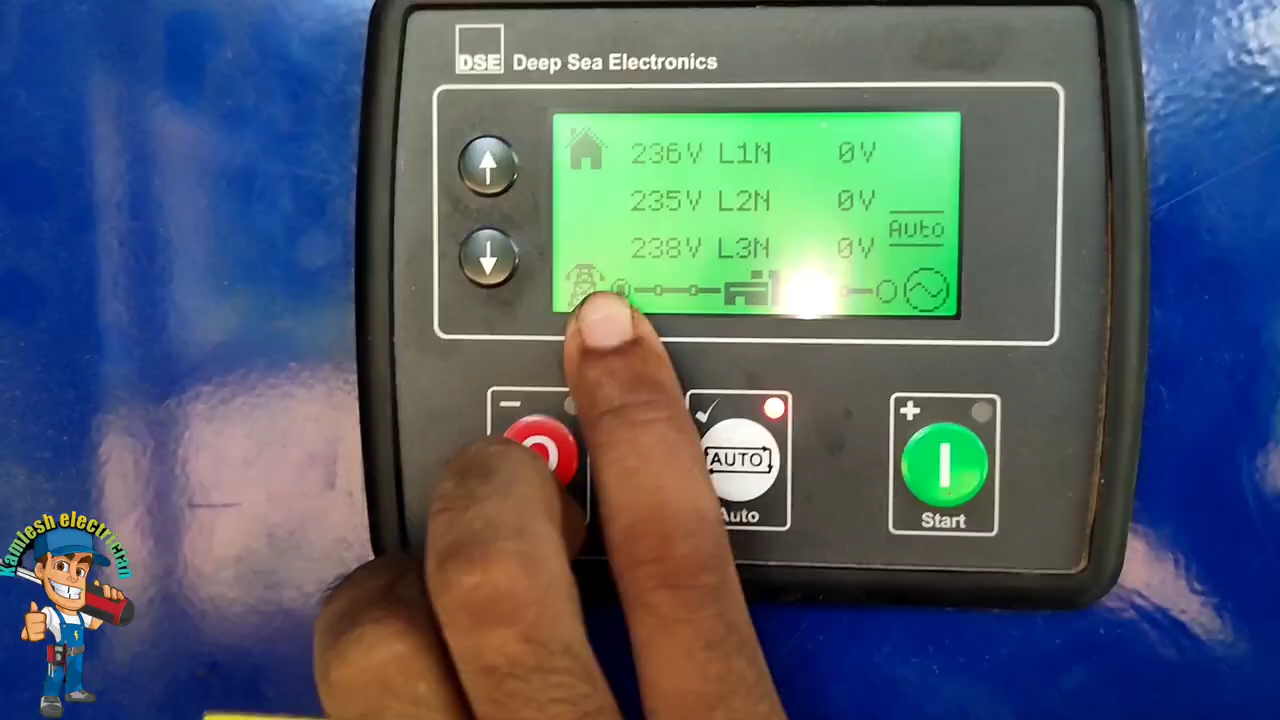 DSE Deep Sea Electronics
236V L1N 0V
235V L2N 0V
238V L3N 0V
Auto
AUTO
Auto
Start
Kamlesh electrician